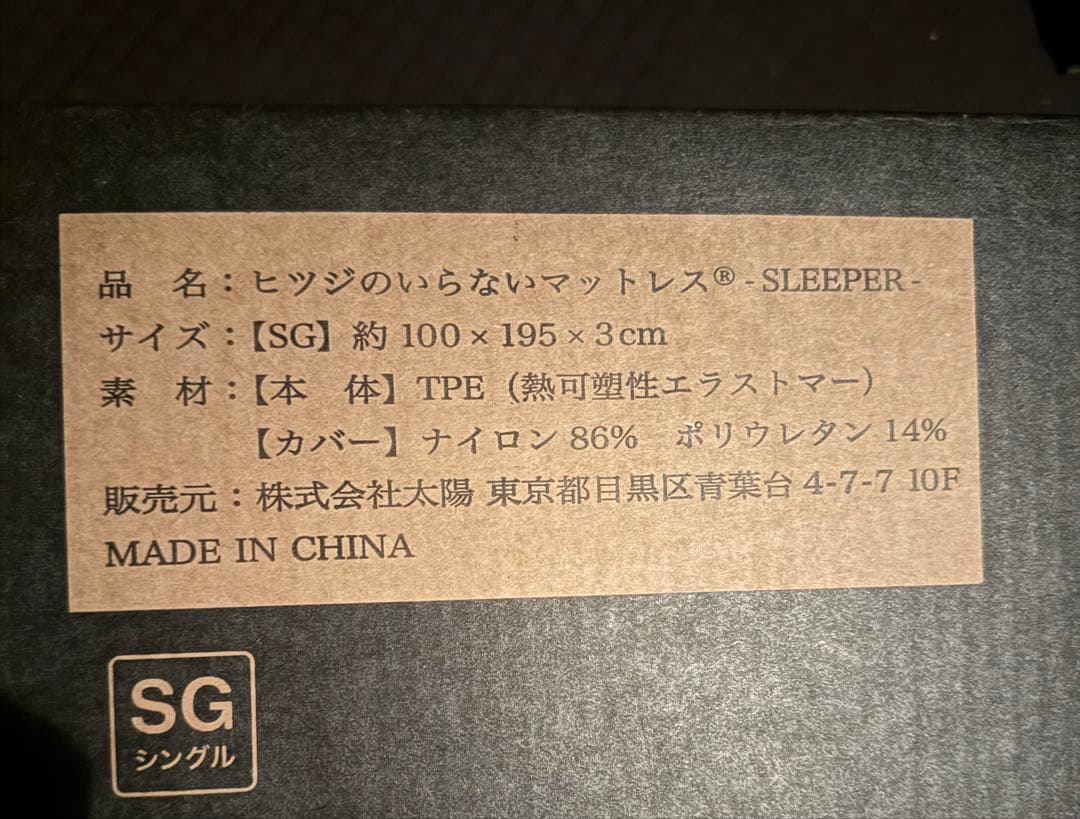 品　名：ヒツジのいらないマットレス® - SLEEPER -
サイズ：【SG】約 100 × 195 × 3 cm
素　材：【本　体】TPE（熱可塑性エラストマー）
【カバー】ナイロン 86%　ポリウレタン 14%
販売元：株式会社太陽 東京都目黒区青葉台 4-7-7 10F
MADE IN CHINA
SG
シングル